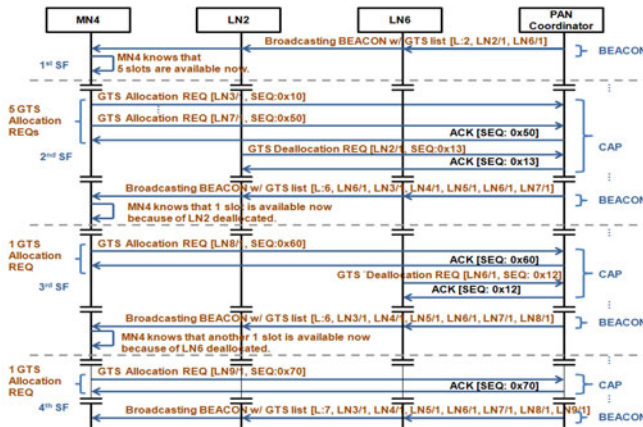 MN4 LN2 LN6 PAN Coordinator
Broadcasting BEACON w/ GTS list [L:2, LN2/1, LN6/1]
BEACON
1st SF
MN4 knows that
5 slots are available now.
5 GTS
Allocation
REQs
GTS Allocation REQ [LN3/1, SEQ:0x10]
GTS Allocation REQ [LN7/1, SEQ:0x50]
ACK [SEQ: 0x50]
CAP
GTS Deallocation REQ [LN2/1, SEQ:0x13]
2nd SF
ACK [SEQ: 0x13]
Broadcasting BEACON w/ GTS list [L:6, LN6/1, LN3/1, LN4/1, LN5/1, LN6/1, LN7/1]
BEACON
MN4 knows that 1 slot is available now
because of LN2 deallocated.
1 GTS
Allocation
REQ
GTS Allocation REQ [LN8/1, SEQ:0x60]
ACK [SEQ: 0x60]
CAP
GTS `Deallocation REQ [LN6/1, SEQ: 0x12]
3rd SF
ACK [SEQ: 0x12]
Broadcasting BEACON w/ GTS list [L:6, LN3/1, LN4/1, LN5/1, LN6/1, LN7/1, LN8/1]
BEACON
MN4 knows that another 1 slot is available now
because of LN6 deallocated.
1 GTS
Allocation
REQ
GTS Allocation REQ [LN9/1, SEQ:0x70]
ACK [SEQ: 0x70]
CAP
4th SF
Broadcasting BEACON w/ GTS list [L:7, LN3/1, LN4/1, LN5/1, LN6/1, LN7/1, LN8/1, LN9/1]
BEACON